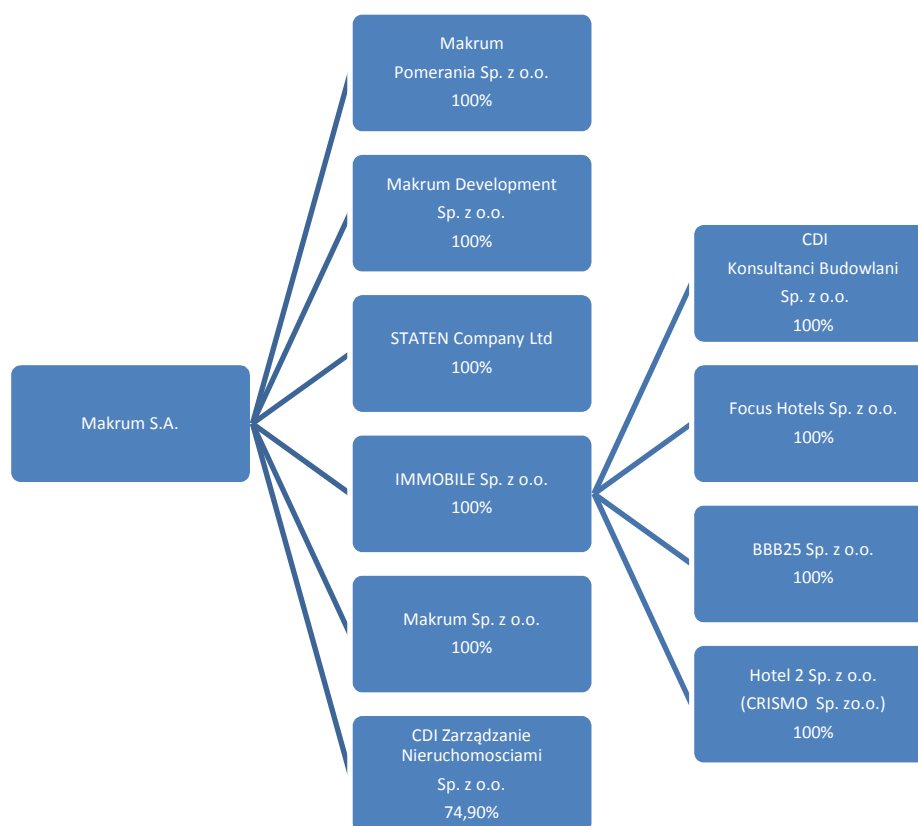 Makrum S.A.
Makrum
Pomerania Sp. z o.o.
100%
Makrum Development
Sp. z o.o.
100%
STATEN Company Ltd
100%
IMMOBILE Sp. z o.o.
100%
Makrum Sp. z o.o.
100%
CDI Zarządzanie
Nieruchomosciami
Sp. z o.o.
74,90%
CDI
Konsultanci Budowlani
Sp. z o.o.
100%
Focus Hotels Sp. z o.o.
100%
BBB25 Sp. z o.o.
100%
Hotel 2 Sp. z o.o.
(CRISMO  Sp. zo.o.)
100%